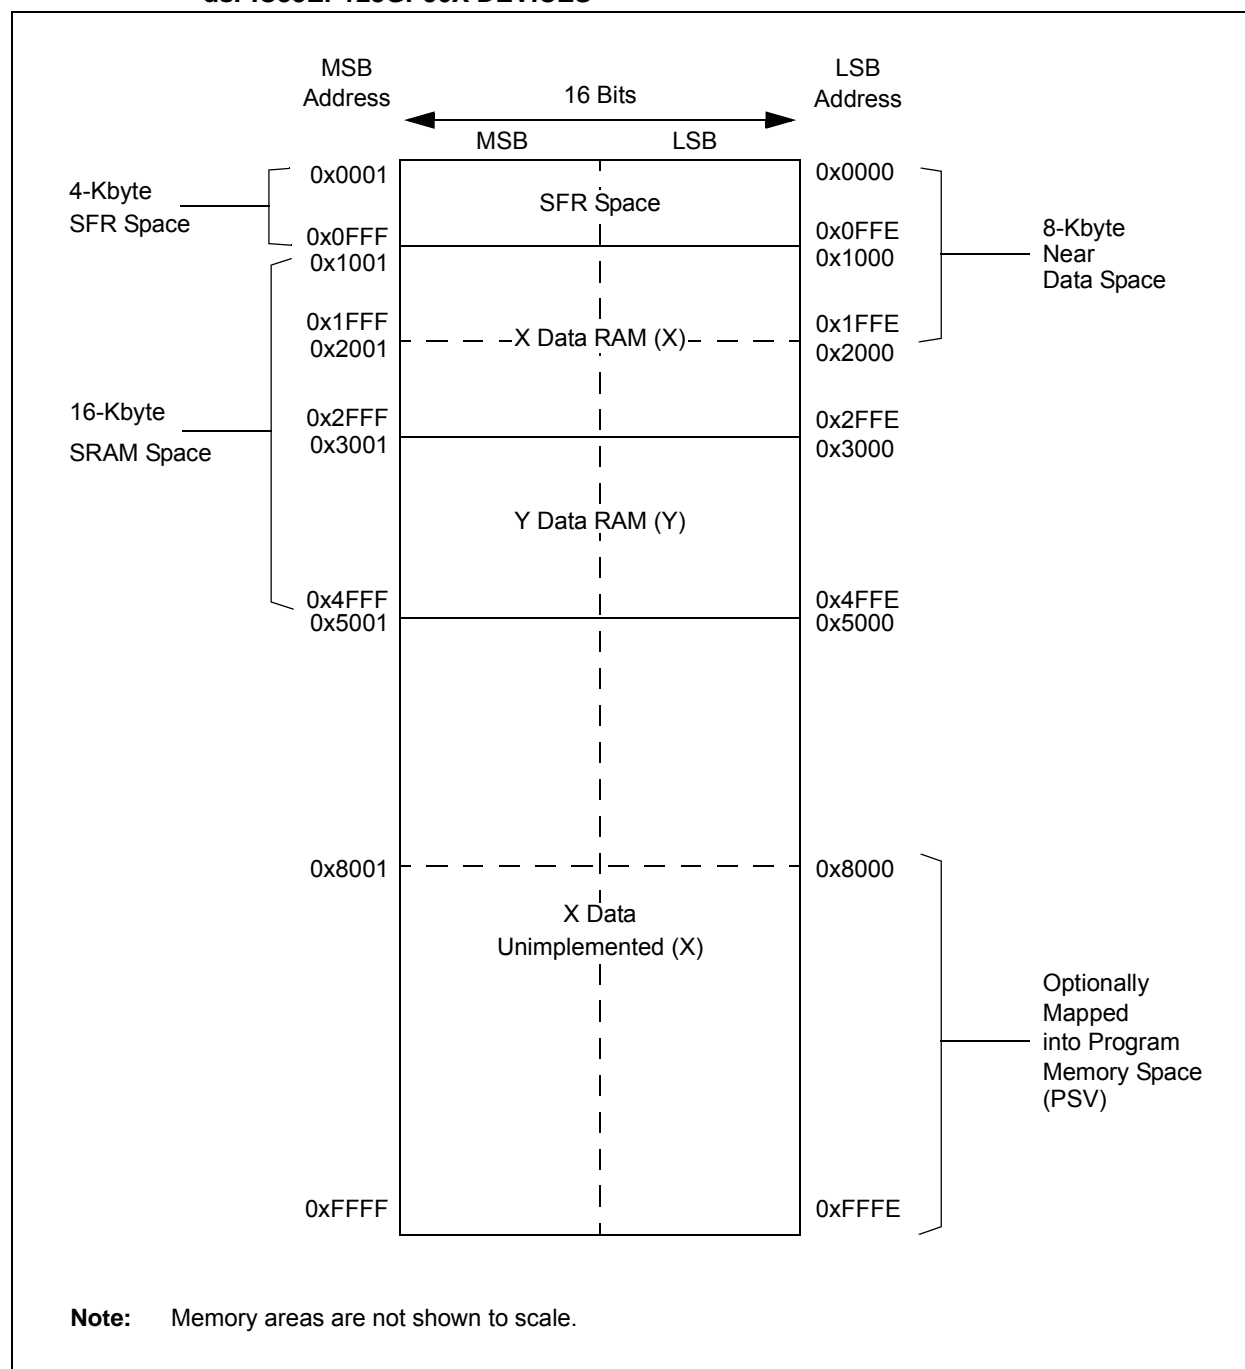 MSB
Address
16 Bits
LSB
Address
MSB
LSB
0x0001
0x0000
4-Kbyte
SFR Space
SFR Space
0x0FFF
0x0FFE
0x1001
0x1000
8-Kbyte
Near
Data Space
0x1FFF
0x1FFE
X Data RAM (X)
0x2001
0x2000
16-Kbyte
SRAM Space
0x2FFF
0x2FFE
0x3001
0x3000
Y Data RAM (Y)
0x4FFF
0x4FFE
0x5001
0x5000
0x8001
0x8000
X Data
Unimplemented (X)
Optionally
Mapped
into Program
Memory Space
(PSV)
0xFFFF
0xFFFE
Note: Memory areas are not shown to scale.